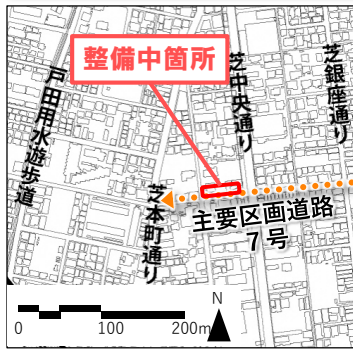 整備中箇所
戸田用水遊歩道
芝本町通り
芝中央通り
芝銀座通り
主要区画道路
7号
N
0 100 200m